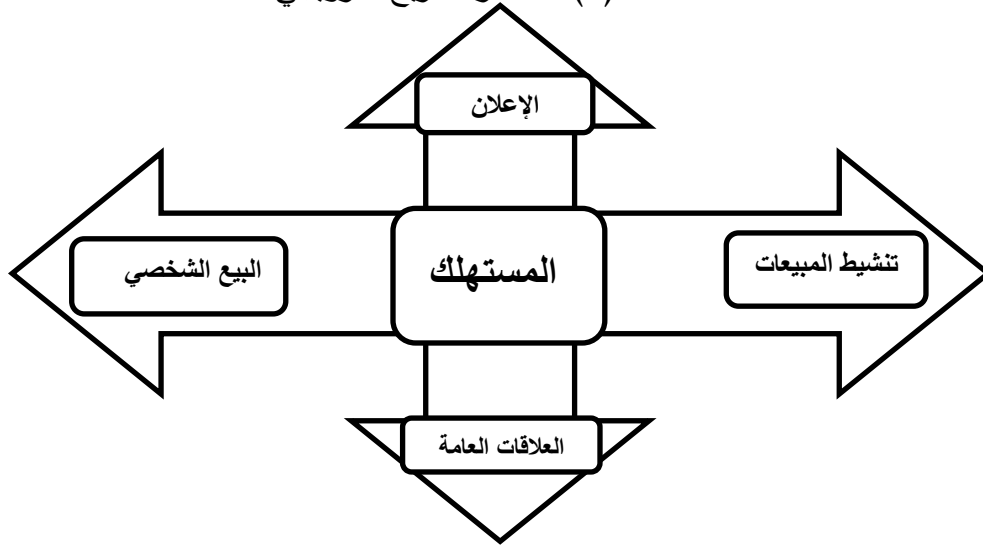 الإعلان
تنشيط المبيعات
المستهلك
البيع الشخصي
العلاقات العامة